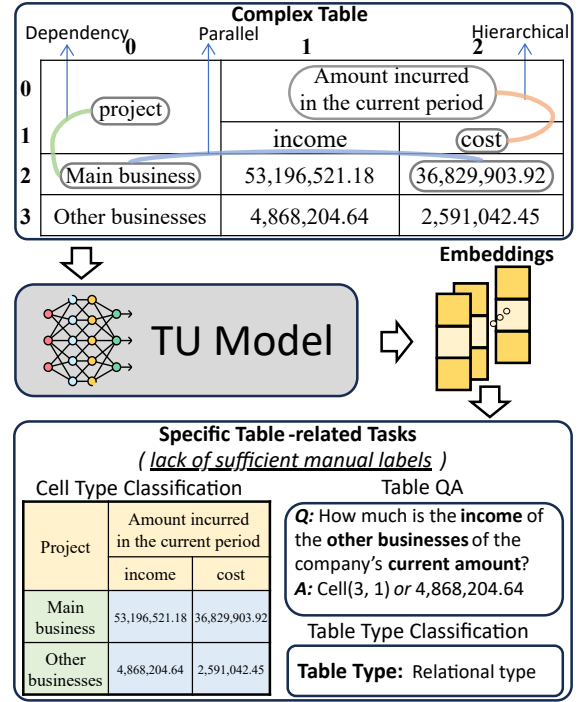 Complex Table
Dependency
Parallel
Hierarchical
0
1
2
0
Amount incurred
in the current period
project
1
income
cost
2
Main business
53,196,521.18
36,829,903.92
3
Other businesses
4,868,204.64
2,591,042.45
Embeddings
TU Model
Specific Table -related Tasks
( lack of sufficient manual labels )
Cell Type Classification
Project
Amount incurred
in the current period
income
cost
Main
business
53,196,521.18
36,829,903.92
Other
businesses
4,868,204.64
2,591,042.45
Table QA
Q: How much is the income of
the other businesses of the
company's current amount?
A: Cell(3, 1) or 4,868,204.64
Table Type Classification
Table Type: Relational type